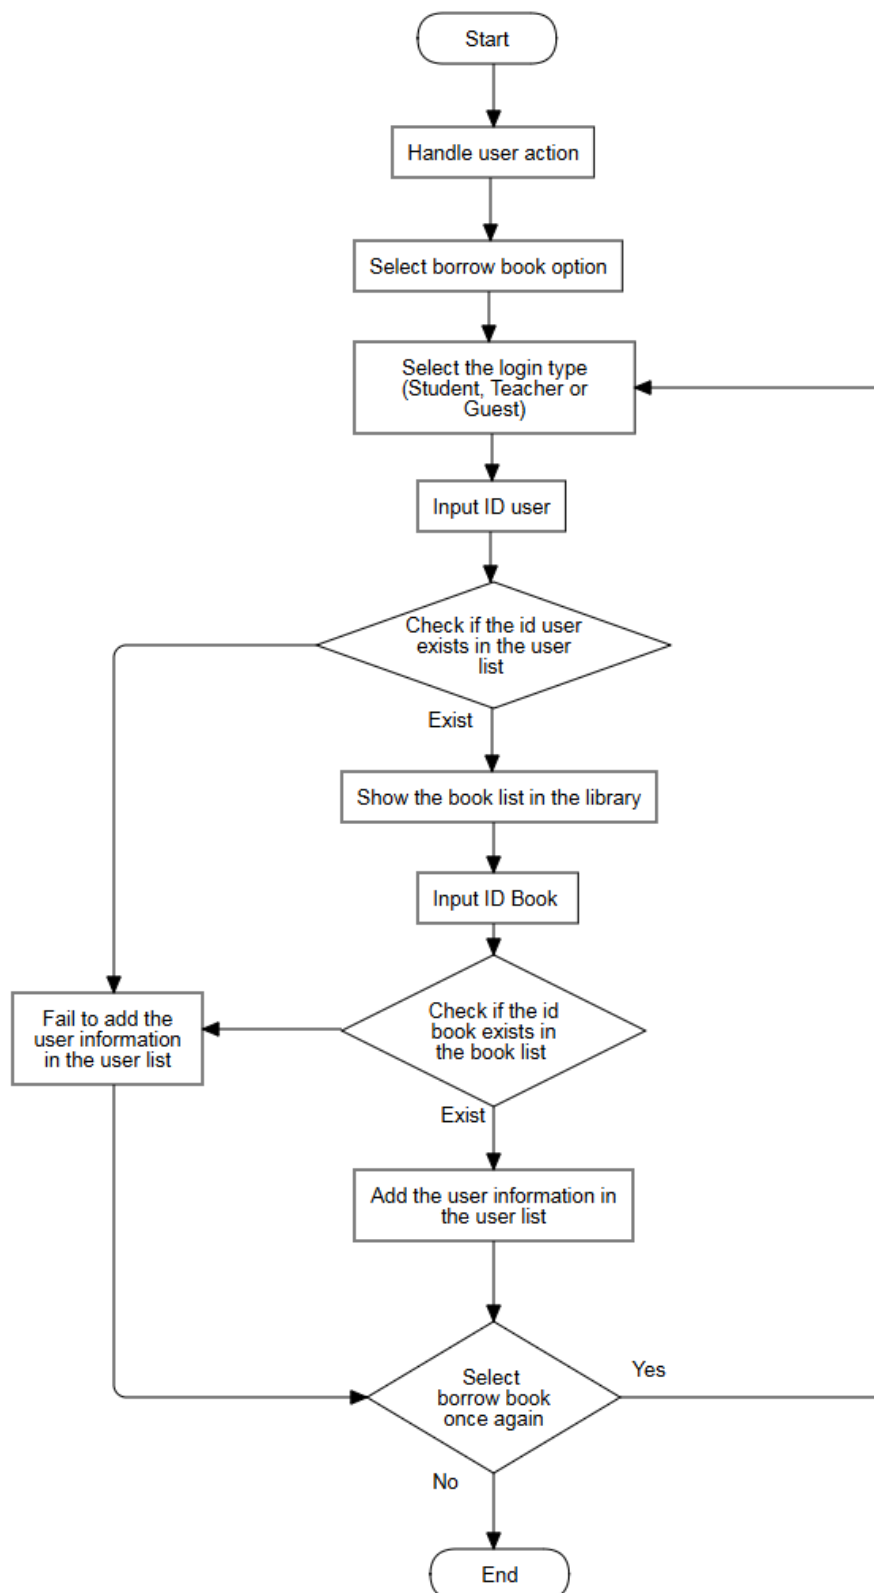 Start
Handle user action
Select borrow book option
Select the login type
(Student, Teacher or
Guest)
Input ID user
Check if the id user
exists in the user
list
Exist
Show the book list in the library
Input ID Book
Fail to add the
user information
in the user list
Check if the id
book exists in
the book list
Exist
Add the user information in
the user list
Select
borrow book
once again
Yes
No
End